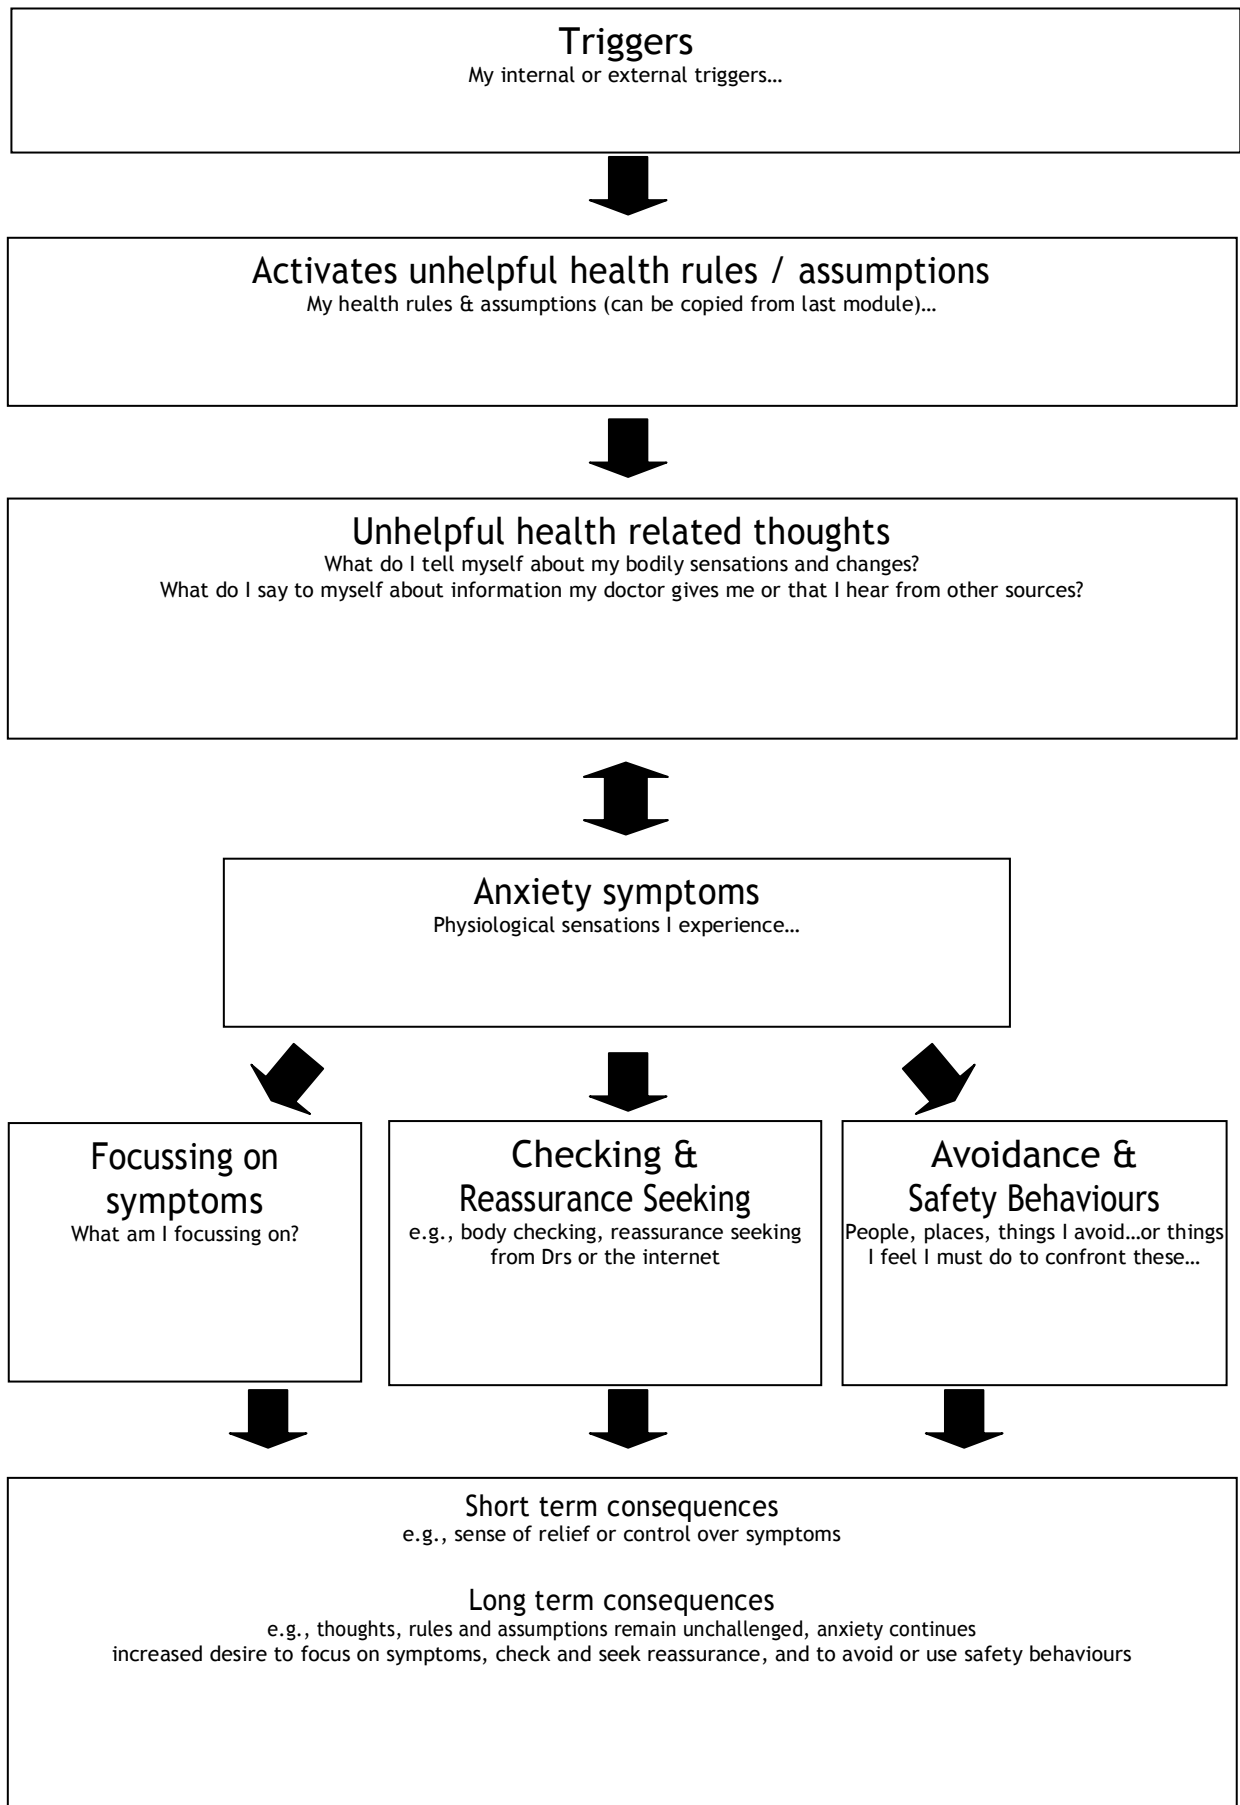 Triggers
My internal or external triggers…
Activates unhelpful health rules / assumptions
My health rules & assumptions (can be copied from last module)…
Unhelpful health related thoughts
What do I tell myself about my bodily sensations and changes?
What do I say to myself about information my doctor gives me or that I hear from other sources?
Anxiety symptoms
Physiological sensations I experience…
Focussing on
symptoms
What am I focussing on?
Checking &
Reassurance Seeking
e.g., body checking, reassurance seeking
from Drs or the internet
Avoidance &
Safety Behaviours
People, places, things I avoid…or things
I feel I must do to confront these…
Short term consequences
e.g., sense of relief or control over symptoms
Long term consequences
e.g., thoughts, rules and assumptions remain unchallenged, anxiety continues
increased desire to focus on symptoms, check and seek reassurance, and to avoid or use safety behaviours